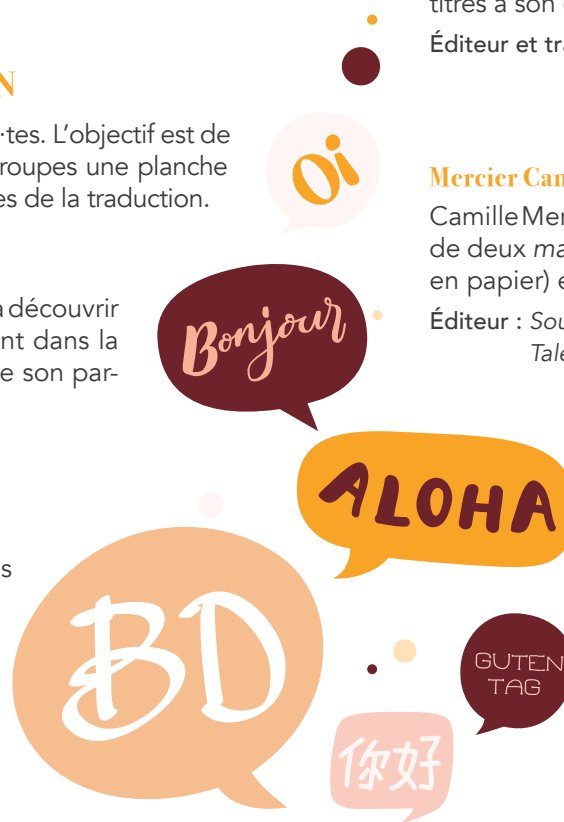 N
·tes. L’objectif est de
roupes une planche
es de la traduction.
a découvrir
nt dans la
e son par-
s
titres à son
Éditeur et tra
Mercier Cam
Camille Mer
de deux ma
en papier) e
Éditeur : Sou
Tale
Oi
Bonjour
ALOHA
BD
GUTEN
TAG
你好